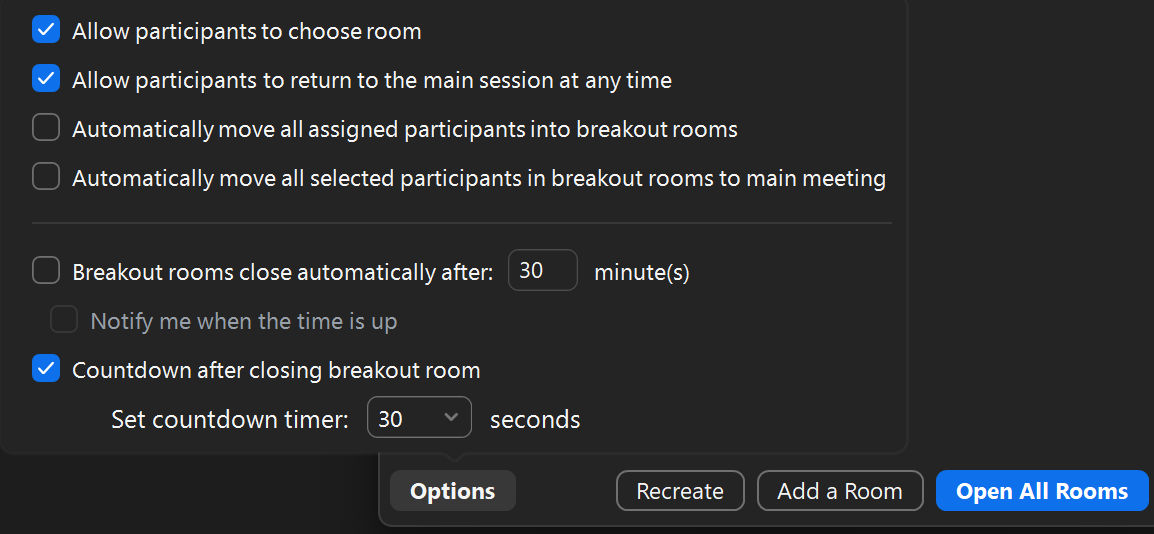 Allow participants to choose room
Allow participants to return to the main session at any time
Automatically move all assigned participants into breakout rooms
Automatically move all selected participants in breakout rooms to main meeting
Breakout rooms close automatically after: 30 minute(s)
Notify me when the time is up
Countdown after closing breakout room
Set countdown timer: 30 seconds
Options Recreate Add a Room Open All Rooms